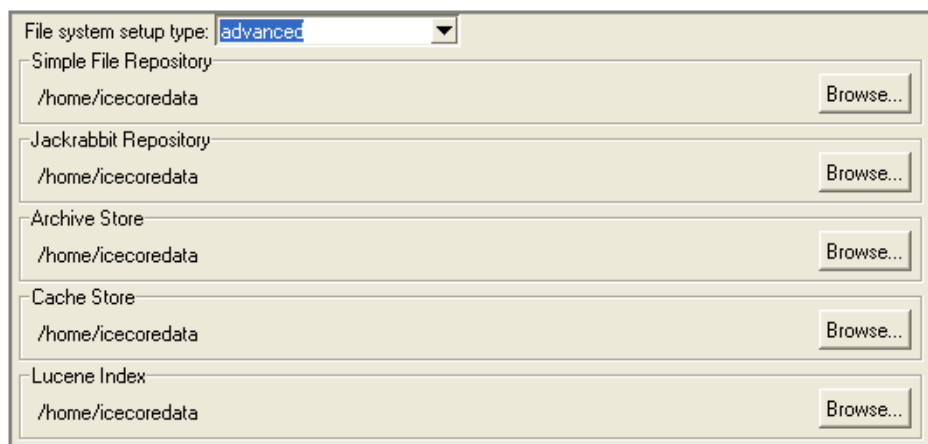 File system setup type: advanced
Simple File Repository
/home/icecoredata Browse...
Jackrabbit Repository
/home/icecoredata Browse...
Archive Store
/home/icecoredata Browse...
Cache Store
/home/icecoredata Browse...
Lucene Index
/home/icecoredata Browse...